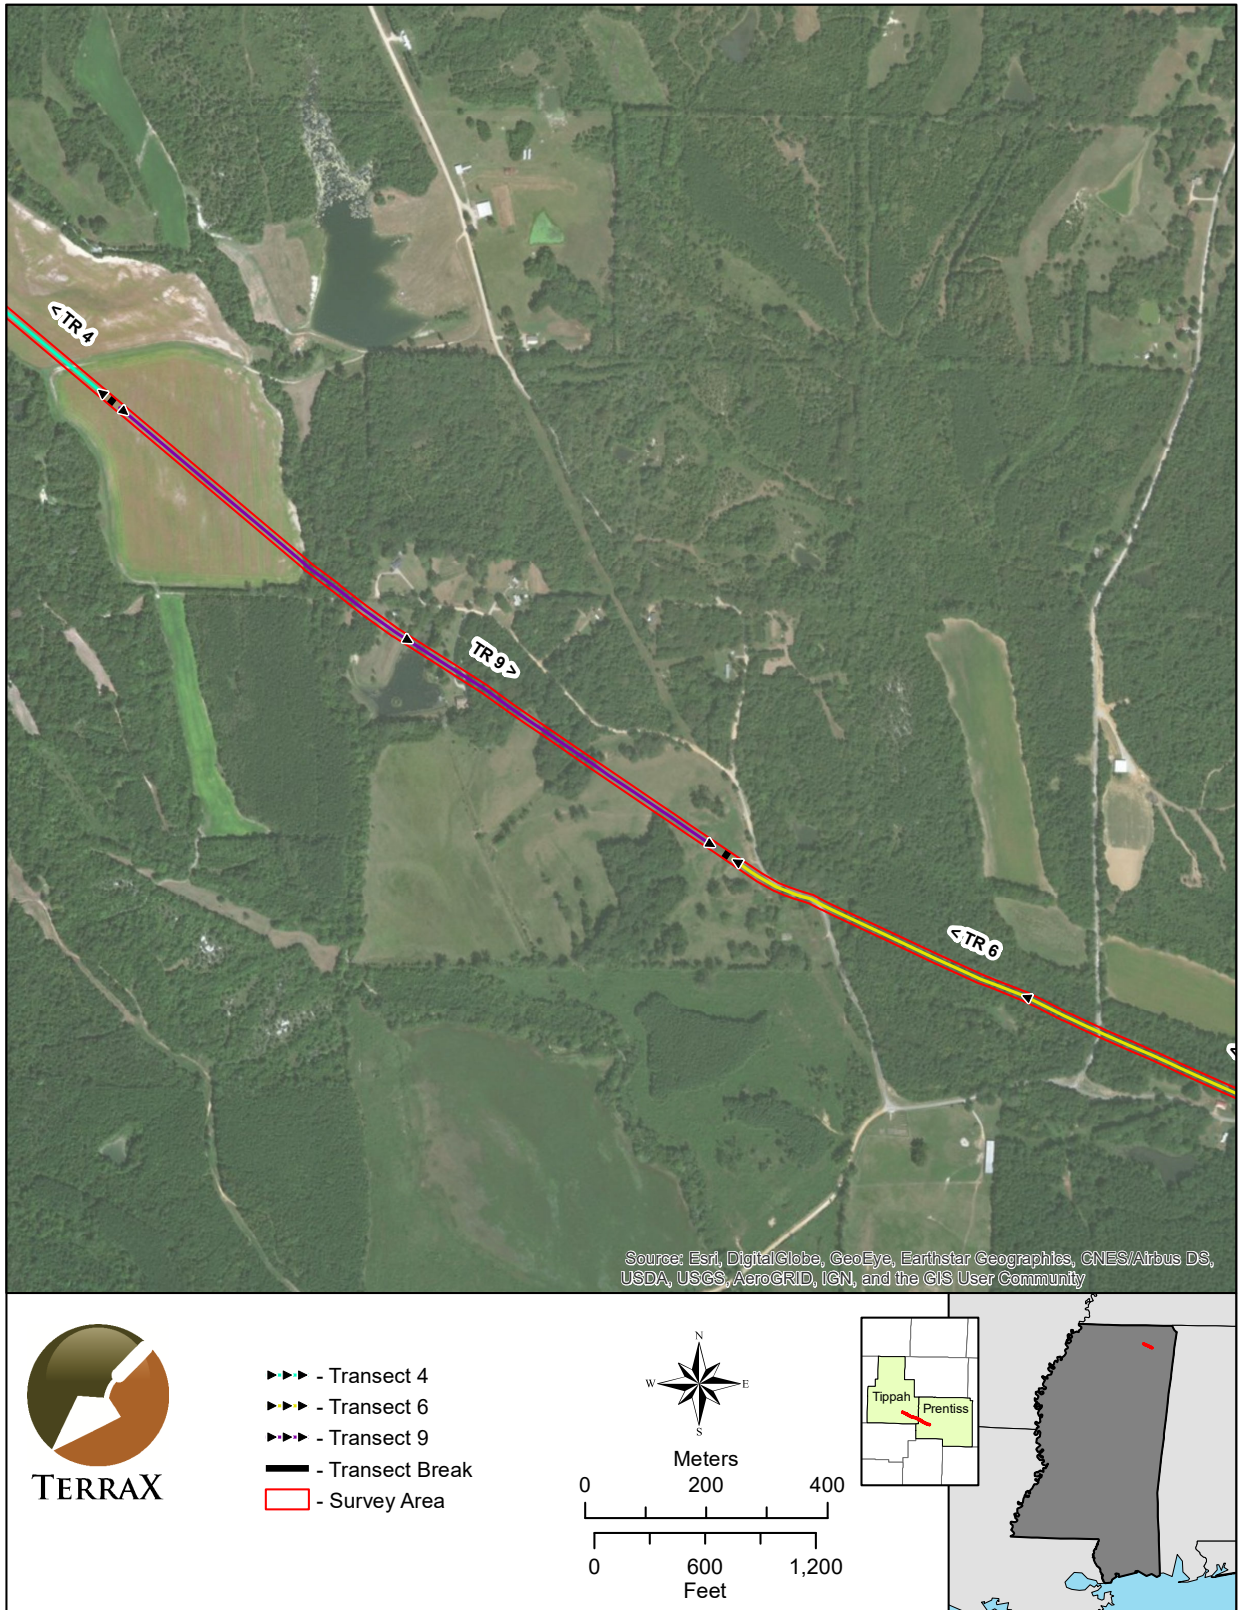 < TR 4
TR 9 >
< TR 6
<
Source: Esri, DigitalGlobe, GeoEye, Earthstar Geographics, CNES/Airbus DS,
USDA, USGS, AeroGRID, IGN, and the GIS User Community
TERRAX
- Transect 4
- Transect 6
- Transect 9
- Transect Break
- Survey Area
N
W E
S
Meters
0 200 400
0 600 1,200
Feet
Tippah
Prentiss